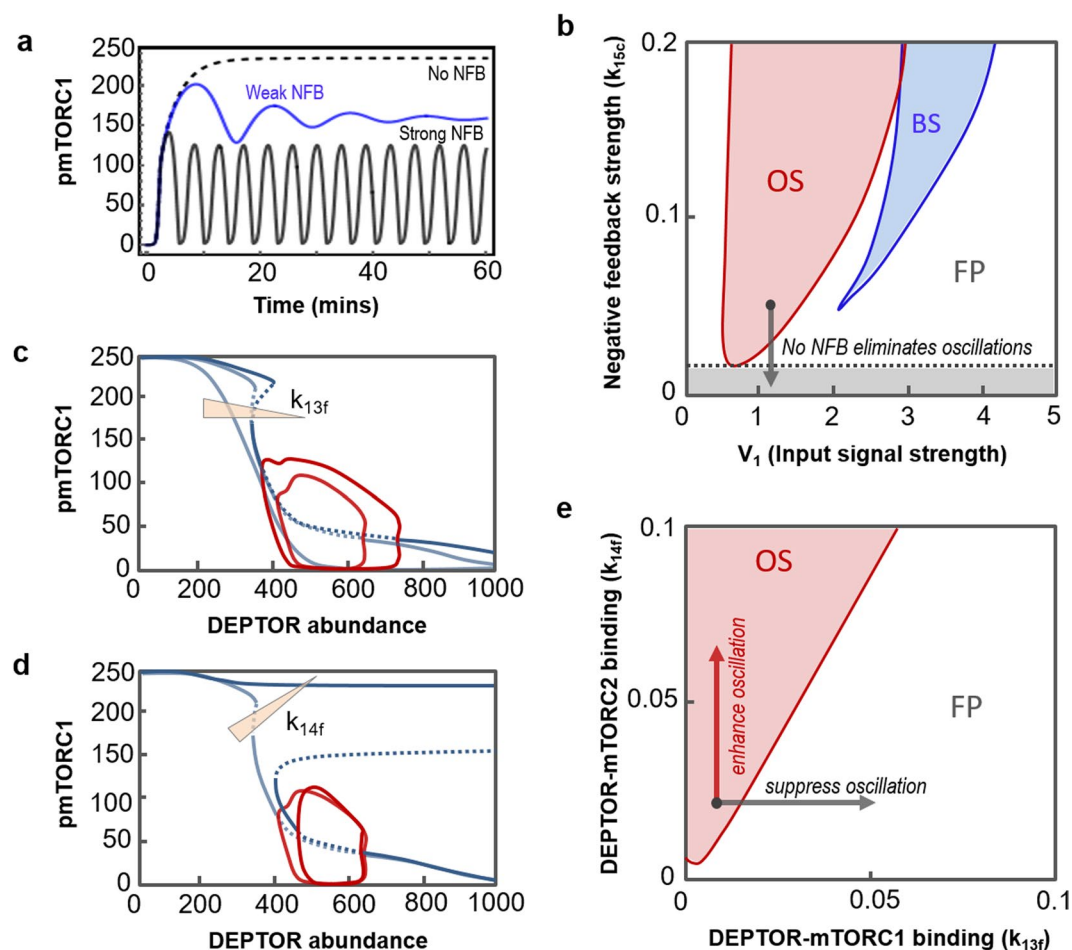 a
250
200
150
100
50
0
pmTORC1
No NFB
Weak NFB
Strong NFB
0 20 40 60
Time (mins)
b
0.2
0.1
0
Negative feedback strength (k15c)
OS
BS
FP
No NFB eliminates oscillations
0 1 2 3 4 5
V1 (Input signal strength)
c
250
200
150
100
50
0
pmTORC1
k13f
0 200 400 600 800 1000
DEPTOR abundance
d
250
200
150
100
50
0
pmTORC1
k14f
0 200 400 600 800 1000
DEPTOR abundance
e
0.1
0.05
0
DEPTOR-mTORC2 binding (k14f)
OS
FP
enhance oscillation
suppress oscillation
0 0.05 0.1
DEPTOR-mTORC1 binding (k13f)